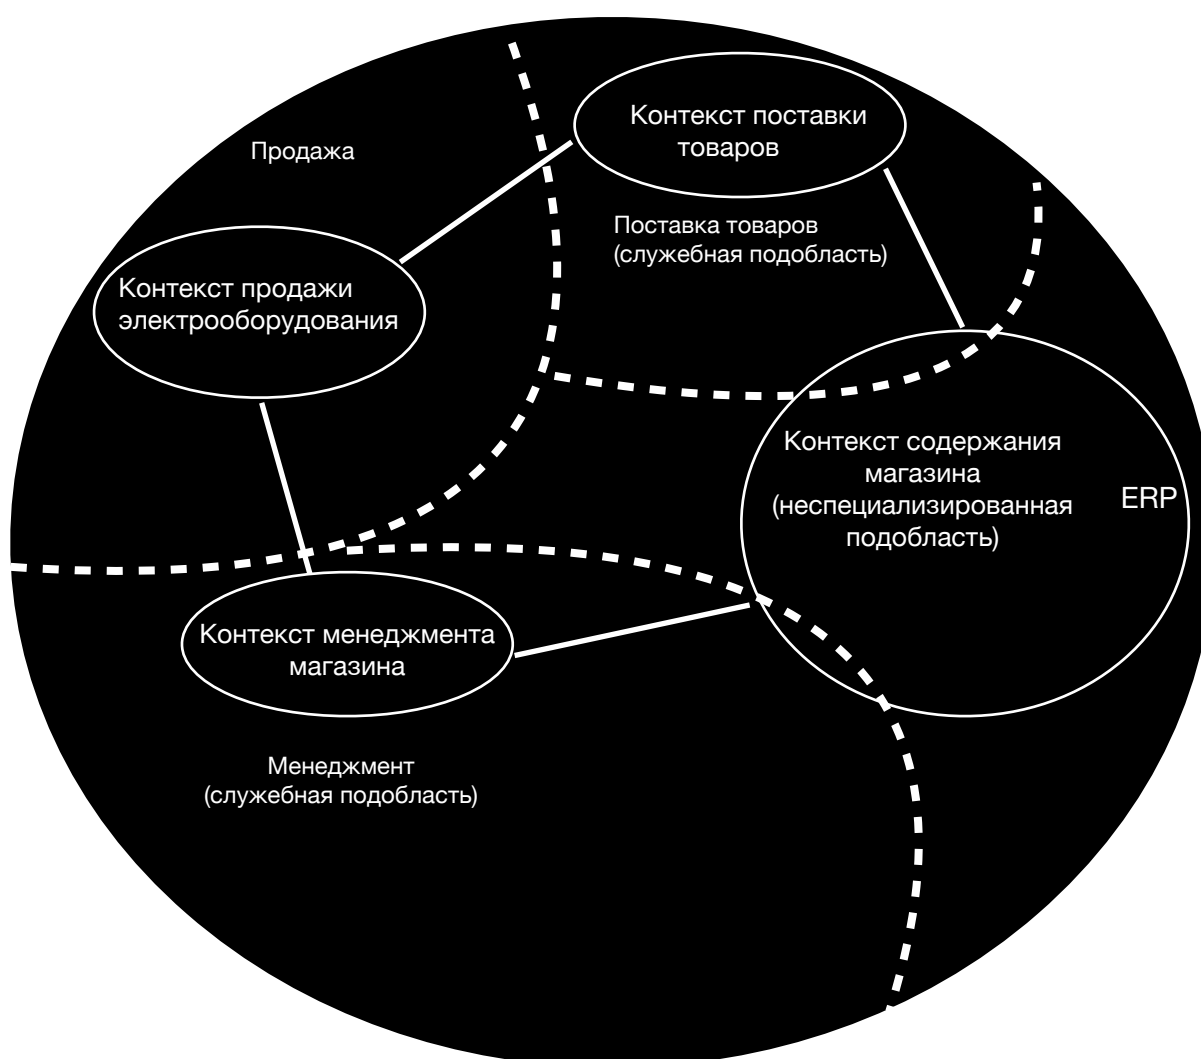 Контекст поставки
товаров
Продажа
Поставка товаров
(служебная подобласть)
Контекст продажи
электрооборудования
Контекст содержания
магазина
(неспециализированная
подобласть)
ERP
Контекст менеджмента
магазина
Менеджмент
(служебная подобласть)